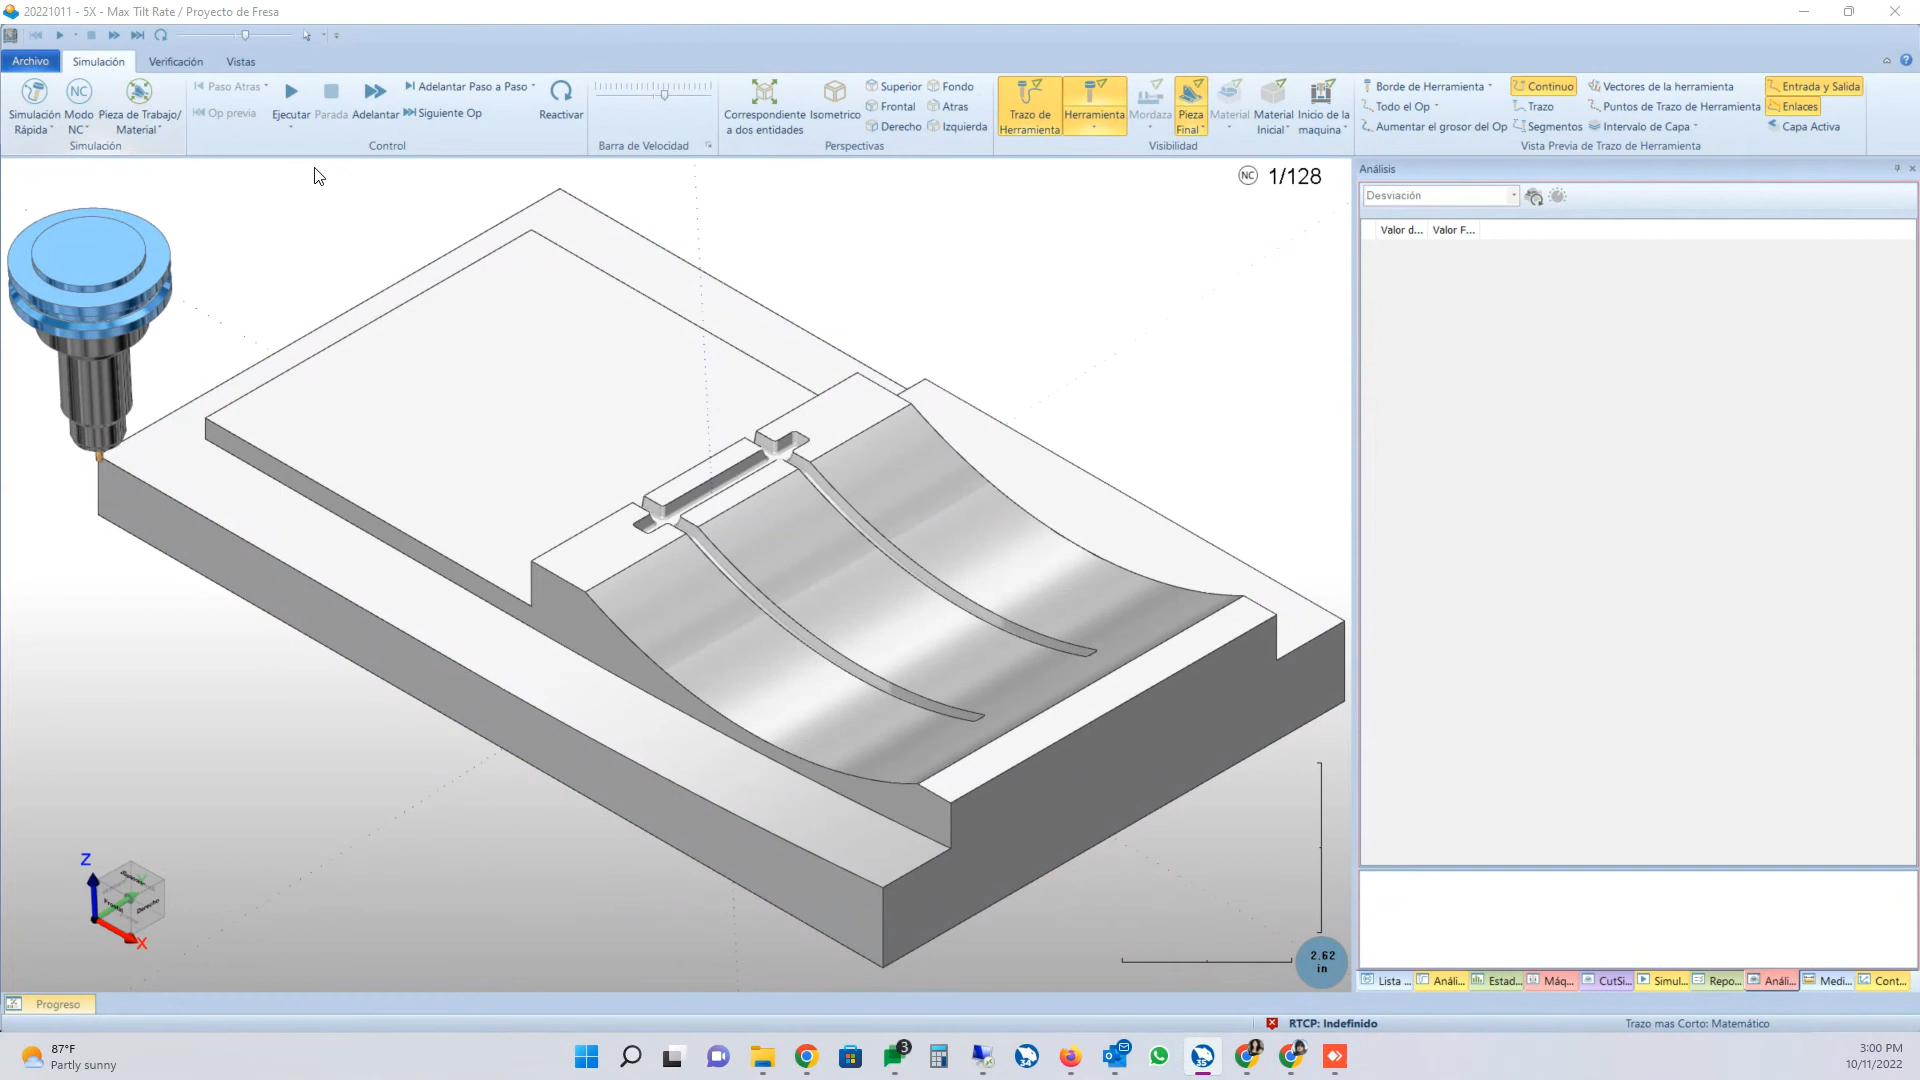 20221011 - 5X - Max Tilt Rate / Proyecto de Fresa
Archivo
Simulación
Verificación
Vistas
Simulación Rápida
Modo NC
Pieza de Trabajo/ Material
Simulación
Paso Atras
Op previa
Ejecutar
Parada
Adelantar
Adelantar Paso a Paso
Siguiente Op
Reactivar
Control
Barra de Velocidad
Correspondiente a dos entidades
Isometrico
Superior
Frontal
Derecho
Fondo
Atras
Izquierda
Perspectivas
Trazo de Herramienta
Herramienta
Mordaza
Pieza Final
Material
Material Inicial
Inicio de la maquina
Visibilidad
Borde de Herramienta
Todo el Op
Aumentar el grosor del Op
Continuo
Trazo
Segmentos
Vectores de la herramienta
Puntos de Trazo de Herramienta
Intervalo de Capa
Entrada y Salida
Enlaces
Capa Activa
Vista Previa de Trazo de Herramienta
NC 1/128
Análisis
Desviación
Valor d...
Valor F...
Z
X
Superior
Frontal
Derecho
2.62
in
Lista ...
Análi...
Estad...
Máq...
CutSi...
Simul...
Repo...
Análi...
Medi...
Cont...
Progreso
RTCP: Indefinido
Trazo mas Corto: Matemático
87°F
Partly sunny
3
3:00 PM
10/11/2022